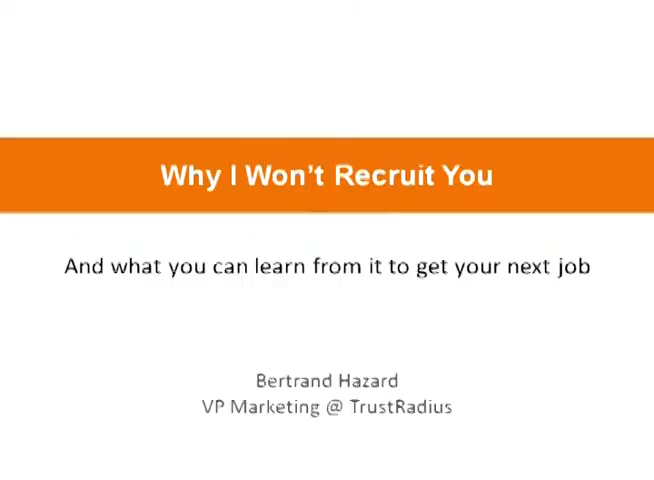 Why I Won't Recruit You
And what you can learn from it to get your next job
Bertrand Hazard
VP Marketing @ TrustRadius